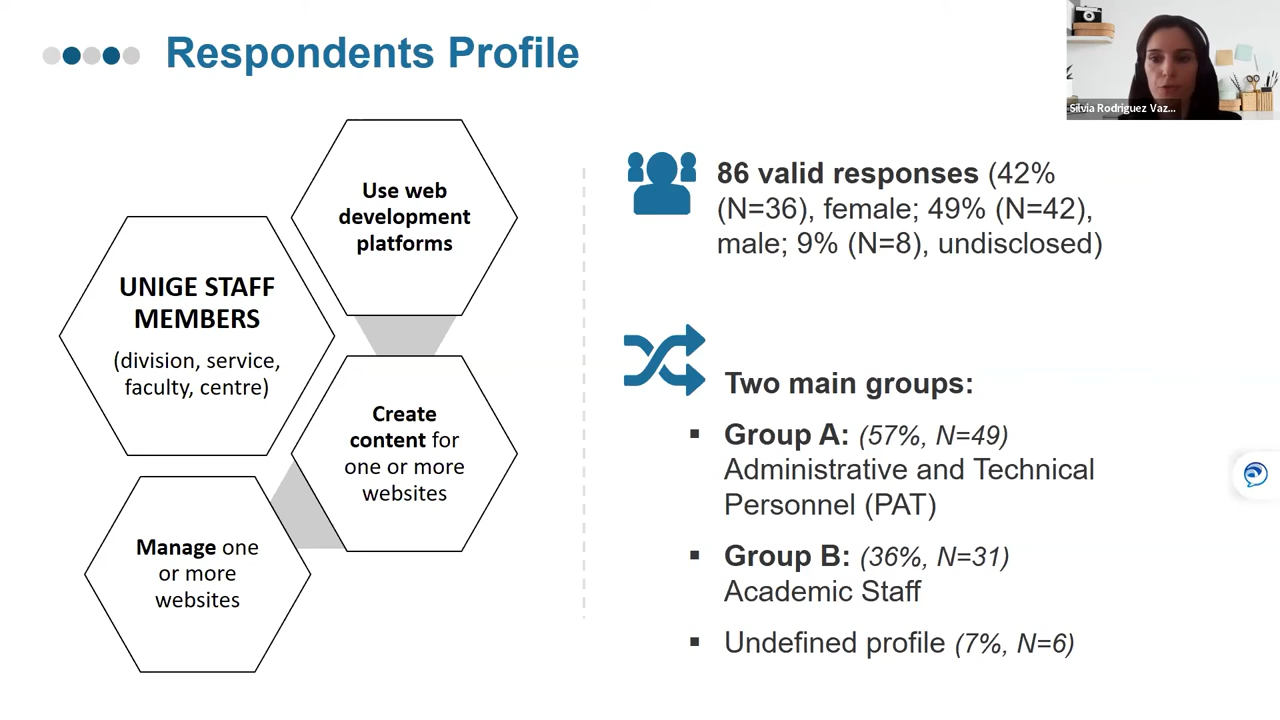 Respondents Profile
Silvia Rodriguez Vaz...
Use web
development
platforms
UNIGE STAFF
MEMBERS
(division, service,
faculty, centre)
Create
content for
one or more
websites
Manage one
or more
websites
86 valid responses (42%
(N=36), female; 49% (N=42),
male; 9% (N=8), undisclosed)
Two main groups:
▪ Group A: (57%, N=49)
Administrative and Technical
Personnel (PAT)
▪ Group B: (36%, N=31)
Academic Staff
▪ Undefined profile (7%, N=6)